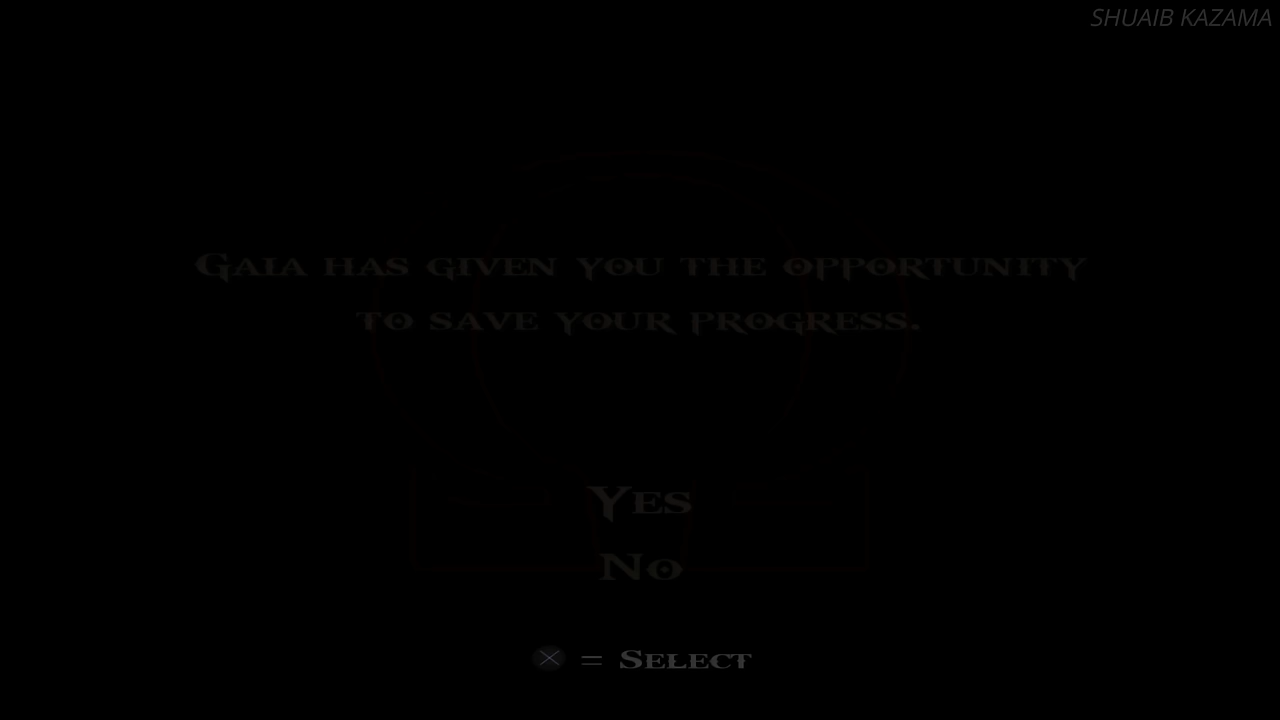 SHUAIB KAZAMA
Gaia has given you the opportunity
to save your progress.
Yes
No
= Select